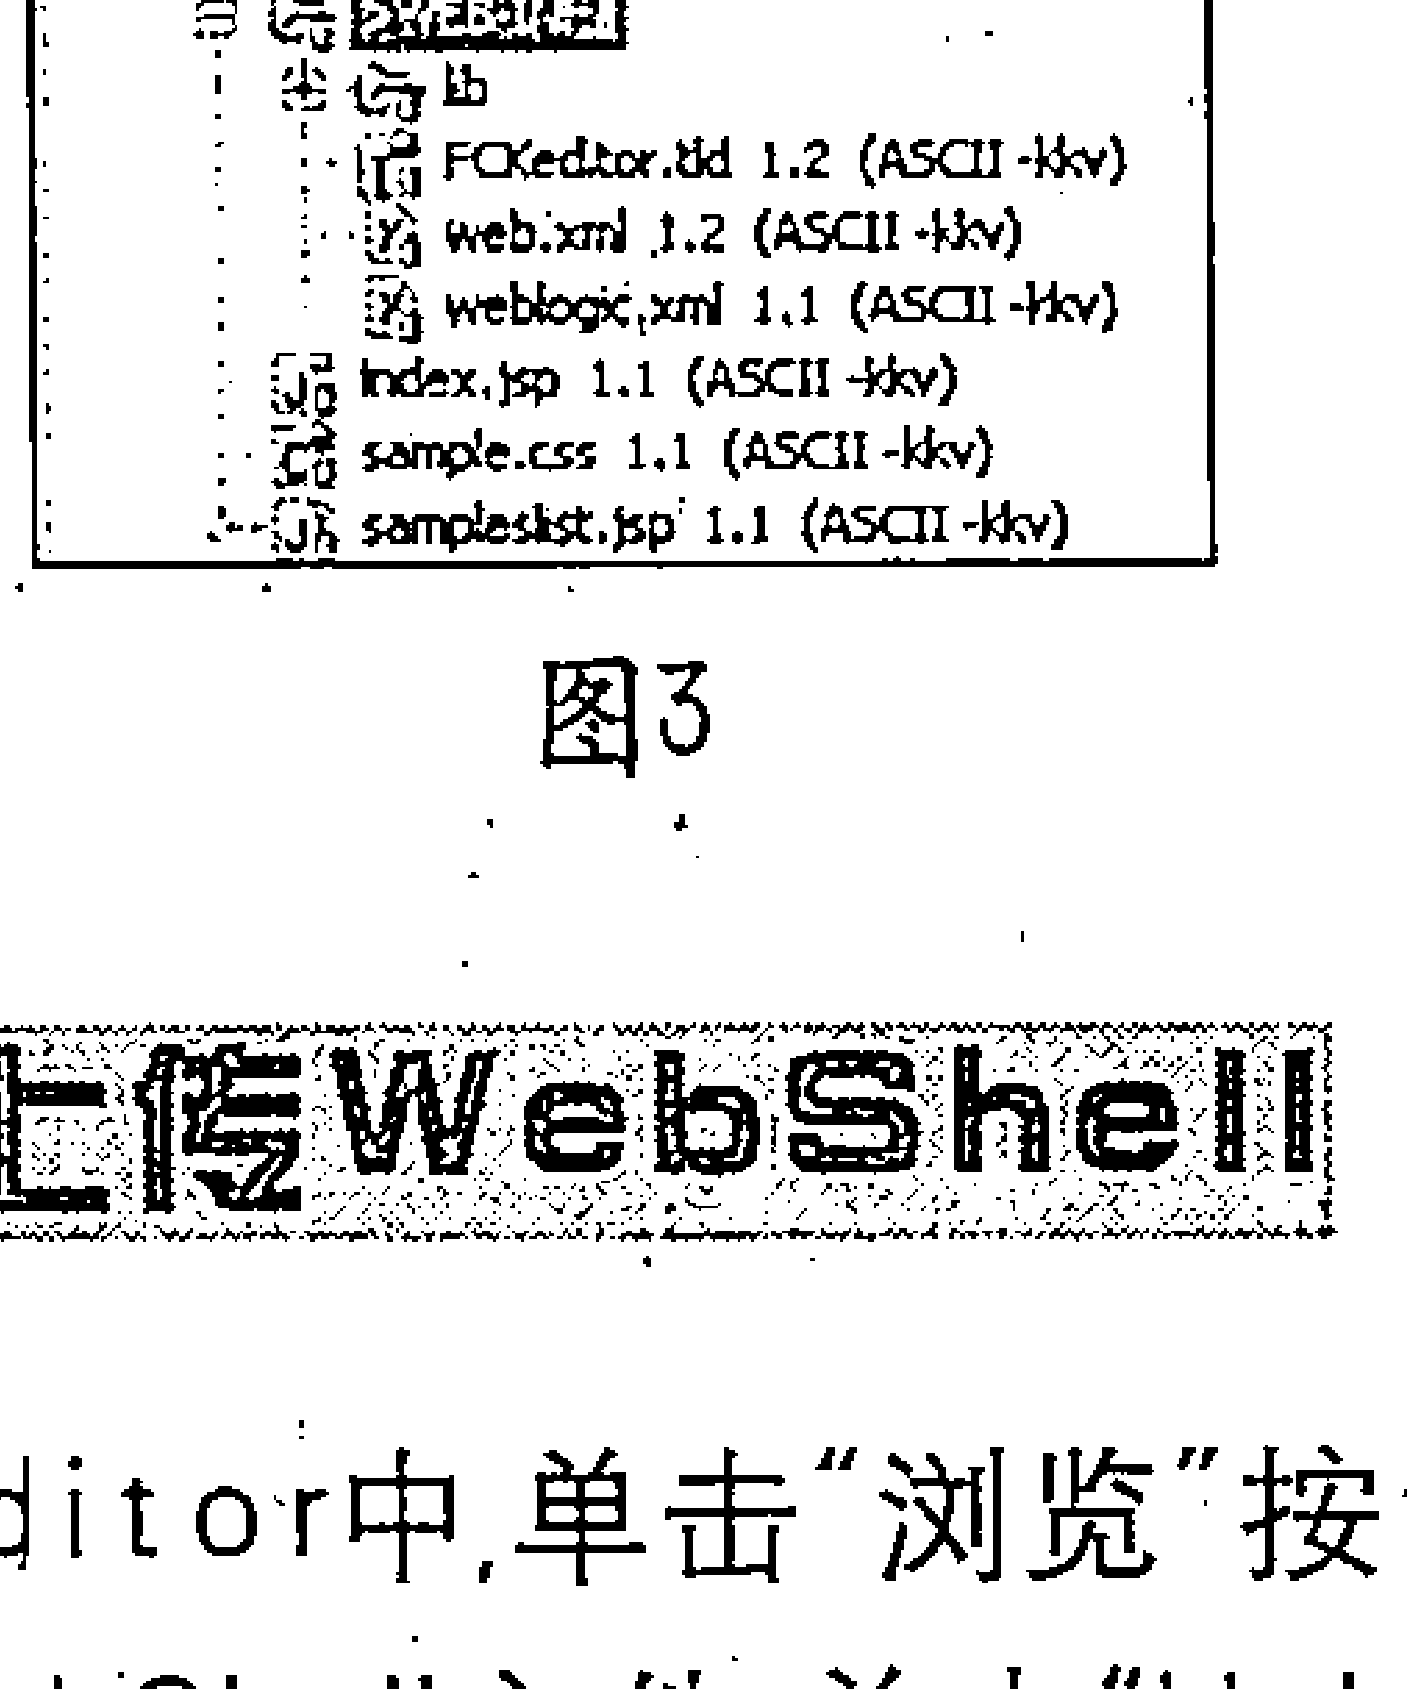 lib
FCKeditor.tld 1.2 (ASCII -kkv)
web.xml 1.2 (ASCII -kkv)
weblogic.xml 1.1 (ASCII -kkv)
index.jsp 1.1 (ASCII -kkv)
sample.css 1.1 (ASCII -kkv)
sampleslist.jsp 1.1 (ASCII -kkv)
图3
上传WebShell
ditor中,单击“浏览”按